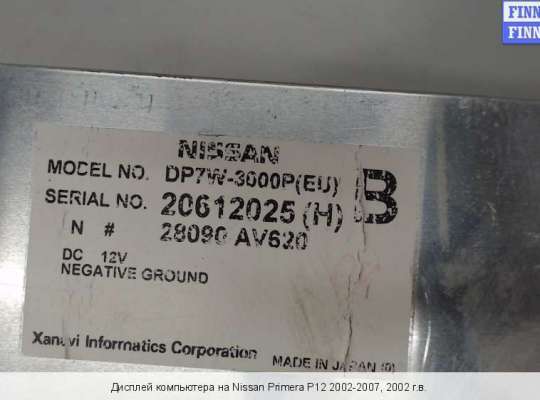 FINN
FINN
NISSAN
MODEL NO. DP7W-3000P(EU)
SERIAL NO. 20612025 (H) B
N # 28090 AV620
DC 12V
NEGATIVE GROUND
Xanavi Informatics Corporation
MADE IN JAPAN (0)
Дисплей компьютера на Nissan Primera P12 2002-2007, 2002 г.в.